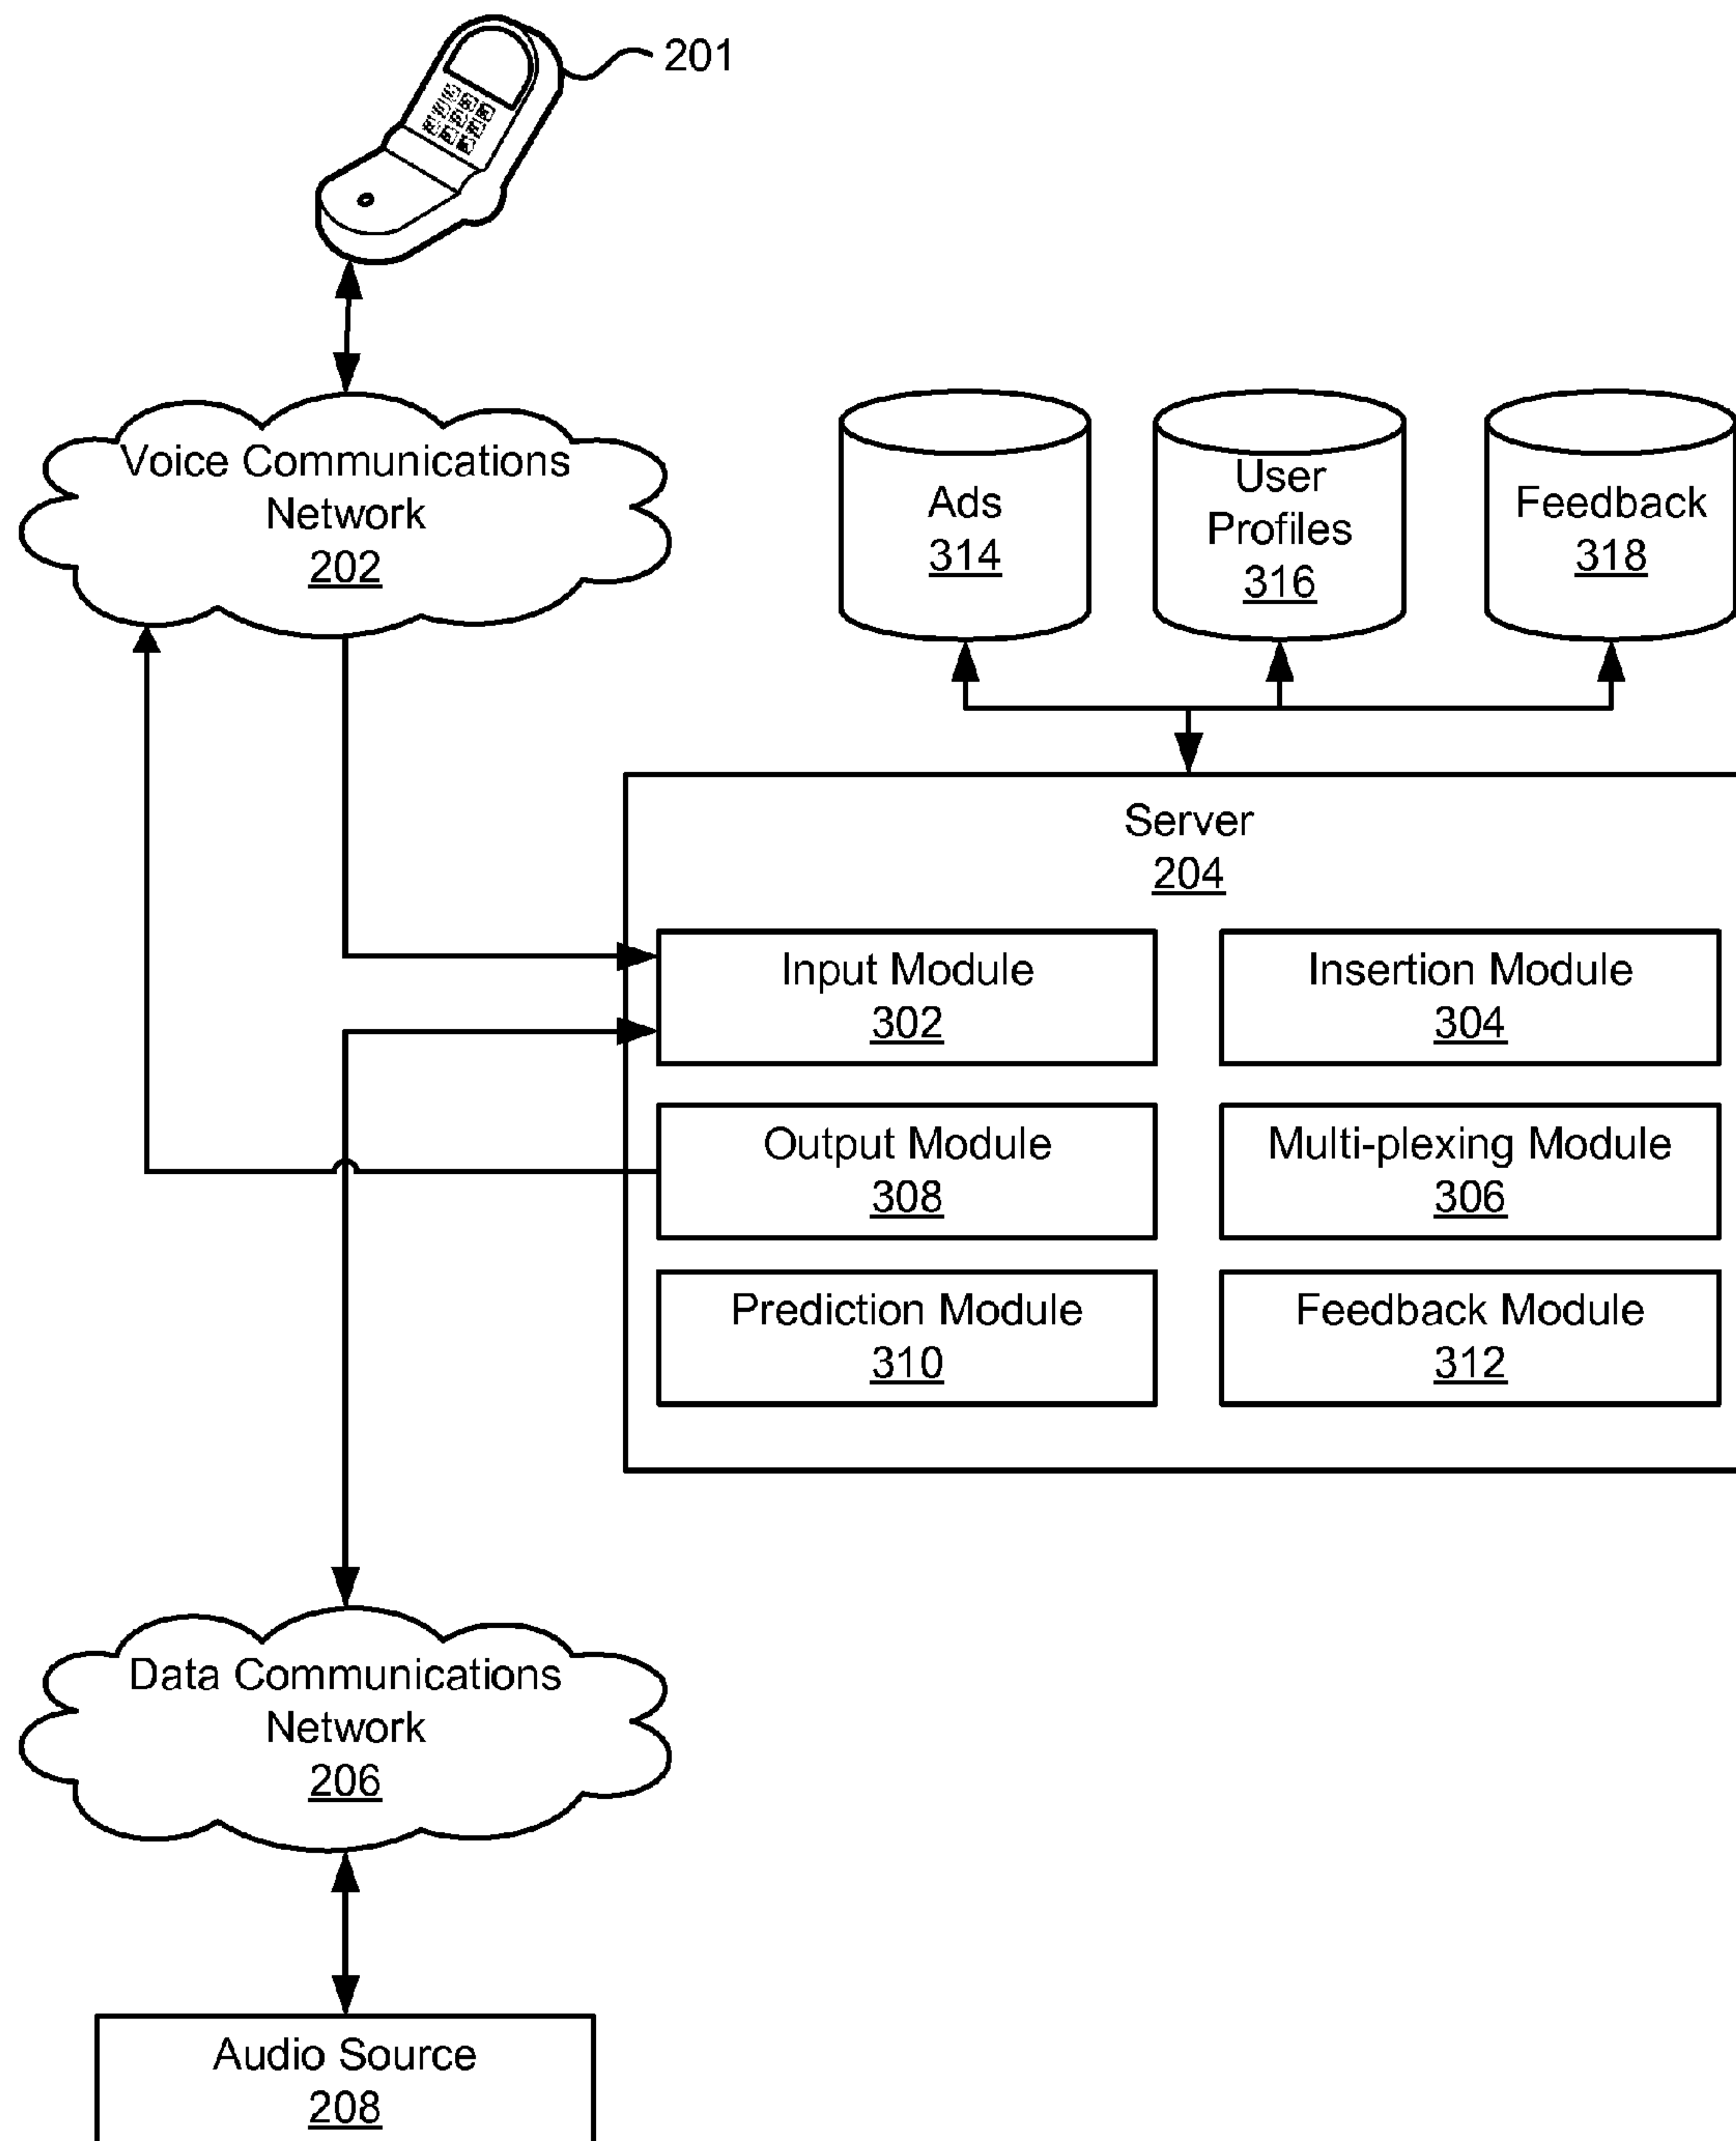 201
Voice Communications
Network
202
Ads
314
User
Profiles
316
Feedback
318
Server
204
Input Module
302
Insertion Module
304
Output Module
308
Multi-plexing Module
306
Prediction Module
310
Feedback Module
312
Data Communications
Network
206
Audio Source
208